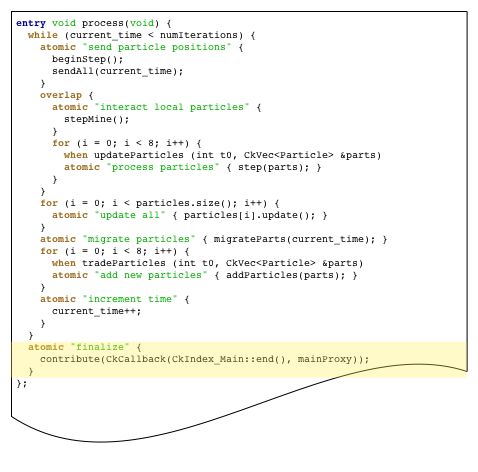 entry void process(void) {
while (current_time < numIterations) {
atomic "send particle positions" {
beginStep();
sendAll(current_time);
}
overlap {
atomic "interact local particles" {
stepMine();
}
for (i = 0; i < 8; i++) {
when updateParticles (int t0, CkVec<Particle> &parts)
atomic "process particles" { step(parts); }
}
}
for (i = 0; i < particles.size(); i++) {
atomic "update all" { particles[i].update(); }
}
atomic "migrate particles" { migrateParts(current_time); }
for (i = 0; i < 8; i++) {
when tradeParticles (int t0, CkVec<Particle> &parts)
atomic "add new particles" { addParticles(parts); }
}
atomic "increment time" {
current_time++;
}
}
atomic "finalize" {
contribute(CkCallback(CkIndex_Main::end(), mainProxy));
}
};